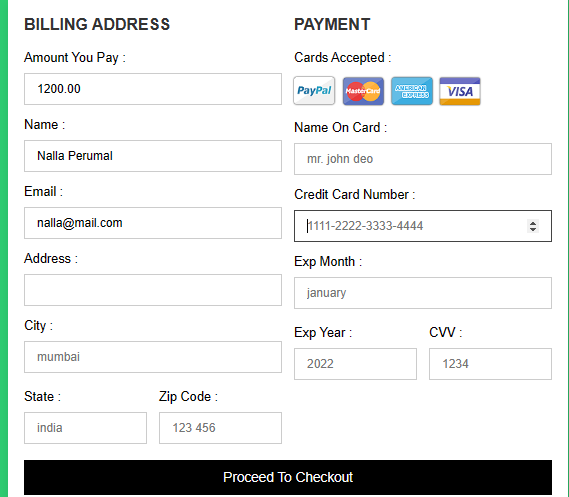 BILLING ADDRESS
Amount You Pay :
1200.00
Name :
Nalla Perumal
Email :
nalla@mail.com
Address :
City :
mumbai
State :
Zip Code :
india
123 456
PAYMENT
Cards Accepted :
PayPal
MasterCard
AMERICAN EXPRESS
VISA
Name On Card :
mr. john deo
Credit Card Number :
1111-2222-3333-4444
Exp Month :
january
Exp Year :
CVV :
2022
1234
Proceed To Checkout